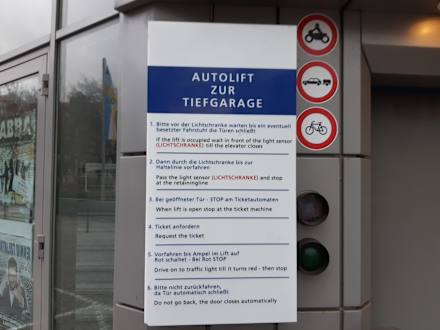 AUTOLIFT
ZUR
TIEFGARAGE
1. Bitte vor der Lichtschranke warten bis ein eventuell
besetzter Fahrstuhl die Türen schließt
If the lift is occupied wait in front of the light sensor
(LICHTSCHRANKE) till the elevator closes
2. Dann durch die Lichtschranke bis zur
Haltelinie vorfahren
Pass the light sensor (LICHTSCHRANKE) and stop
at the retainingline
3. Bei geöffneter Tür - STOP am Ticketautomaten
When lift is open stop at the ticket machine
4. Ticket anfordern
Request the ticket
5. Vorfahren bis Ampel im Lift auf
Rot schaltet - Bei Rot STOP
Drive on to traffic light till it turns red - then stop
6. Bitte nicht zurückfahren,
da Tür automatisch schließt
Do not go back, the door closes automatically